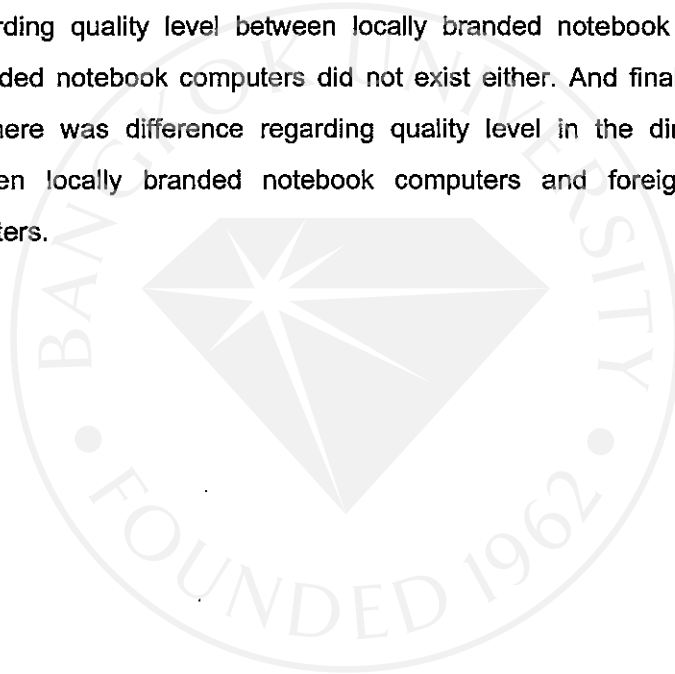 rding quality level between locally branded notebook
ded notebook computers did not exist either. And final
here was difference regarding quality level in the di
en locally branded notebook computers and foreig
ters.
BANGKOK UNIVERSITY
FOUNDED 1962